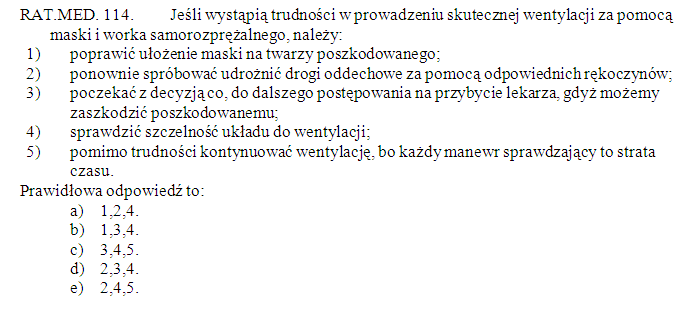 RAT.MED. 114. Jeśli wystąpią trudności w prowadzeniu skutecznej wentylacji za pomocą
maski i worka samorozprężalnego, należy:
1) poprawić ułożenie maski na twarzy poszkodowanego;
2) ponownie spróbować udrożnić drogi oddechowe za pomocą odpowiednich rękoczynów;
3) poczekać z decyzją co, do dalszego postępowania na przybycie lekarza, gdyż możemy
zaszkodzić poszkodowanemu;
4) sprawdzić szczelność układu do wentylacji;
5) pomimo trudności kontynuować wentylację, bo każdy manewr sprawdzający to strata
czasu.
Prawidłowa odpowiedź to:
a) 1,2,4.
b) 1,3,4.
c) 3,4,5.
d) 2,3,4.
e) 2,4,5.